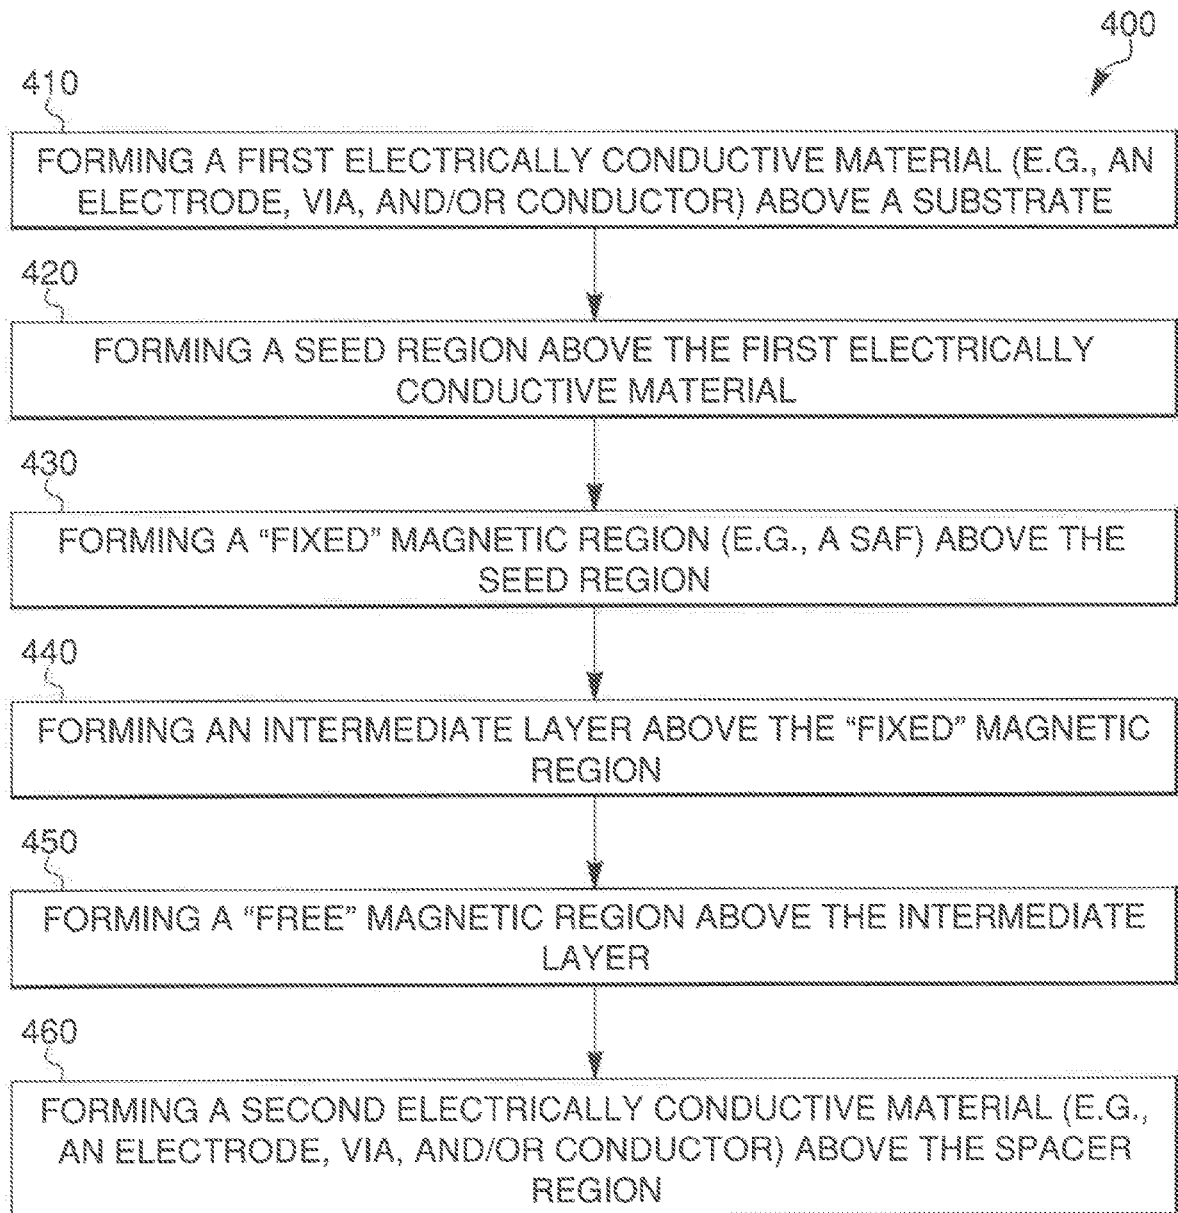 400
410
FORMING A FIRST ELECTRICALLY CONDUCTIVE MATERIAL (E.G., AN
ELECTRODE, VIA, AND/OR CONDUCTOR) ABOVE A SUBSTRATE
420
FORMING A SEED REGION ABOVE THE FIRST ELECTRICALLY
CONDUCTIVE MATERIAL
430
FORMING A “FIXED” MAGNETIC REGION (E.G., A SAF) ABOVE THE
SEED REGION
440
FORMING AN INTERMEDIATE LAYER ABOVE THE “FIXED” MAGNETIC
REGION
450
FORMING A “FREE” MAGNETIC REGION ABOVE THE INTERMEDIATE
LAYER
460
FORMING A SECOND ELECTRICALLY CONDUCTIVE MATERIAL (E.G.,
AN ELECTRODE, VIA, AND/OR CONDUCTOR) ABOVE THE SPACER
REGION